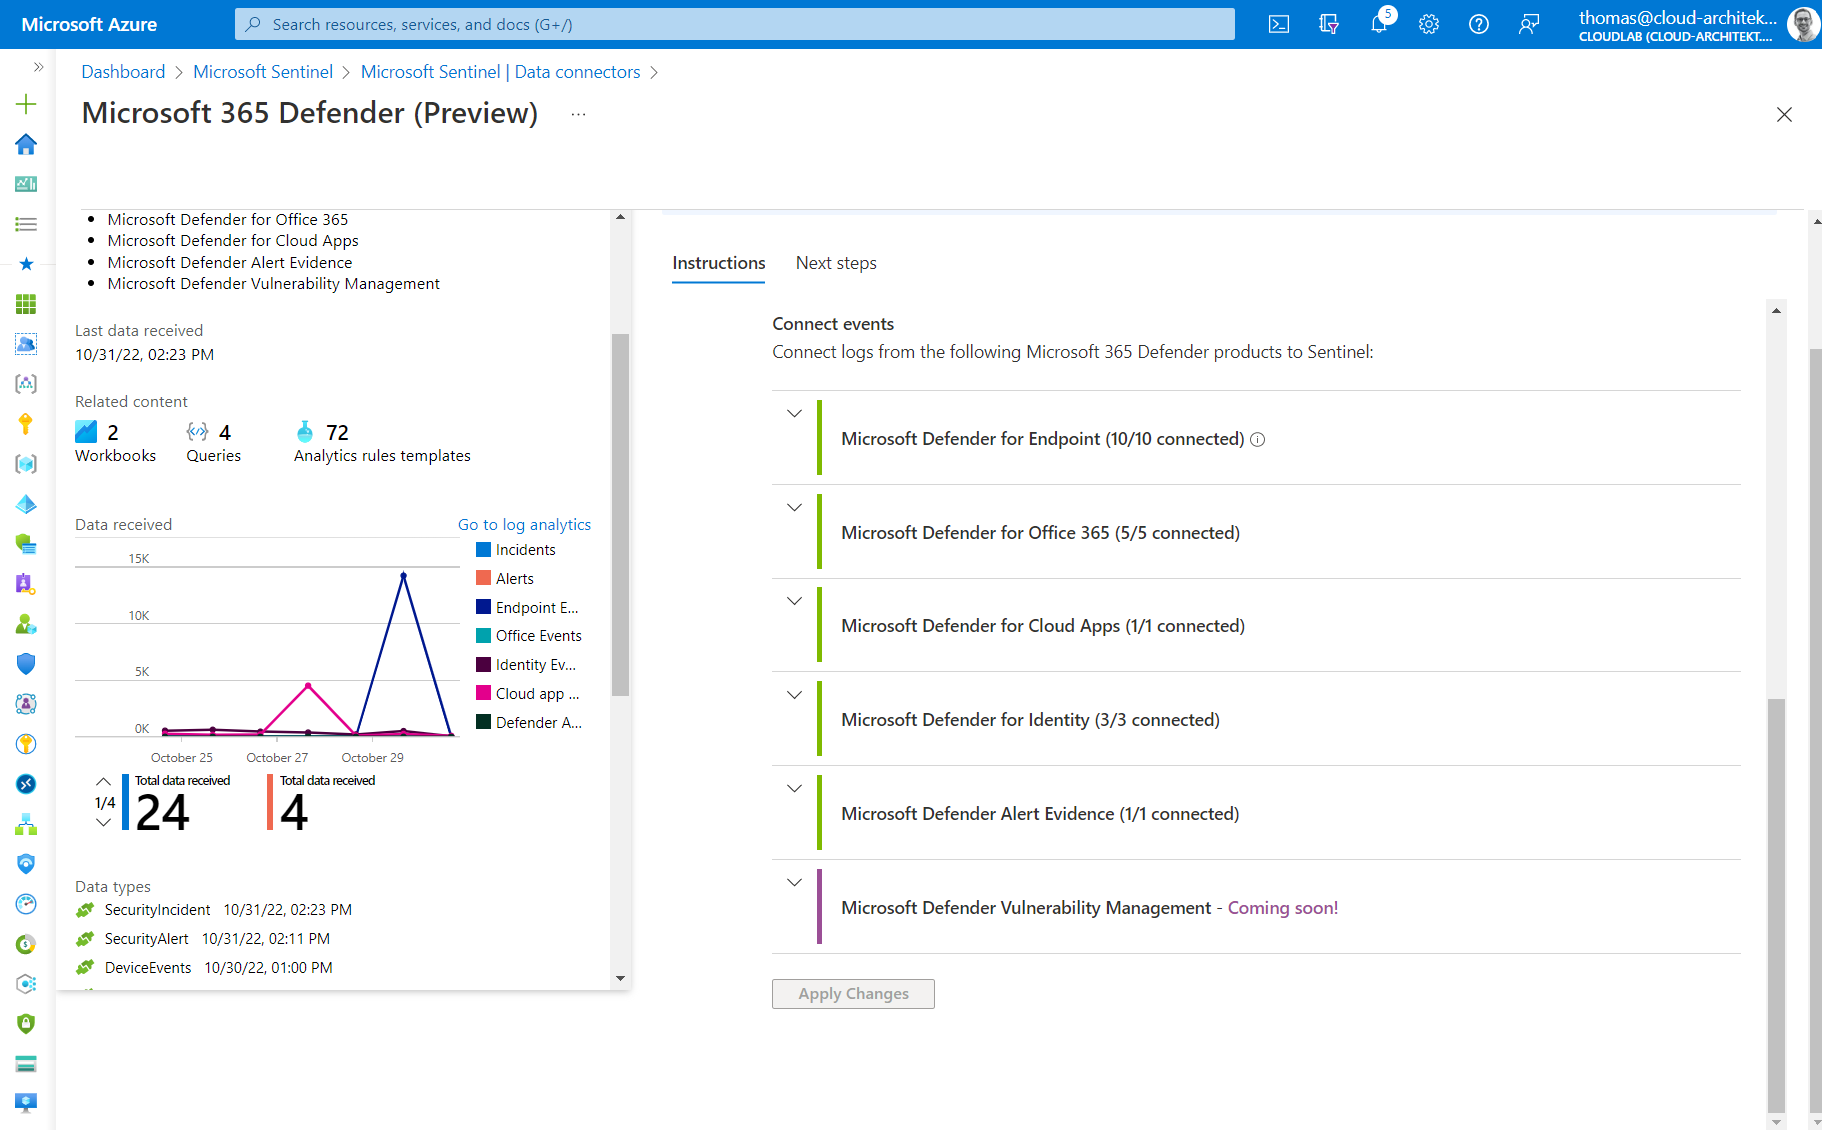 Microsoft Azure
Search resources, services, and docs (G+/)
5
thomas@cloud-architek...
CLOUDLAB (CLOUD-ARCHITEKT....
Dashboard > Microsoft Sentinel > Microsoft Sentinel | Data connectors >
Microsoft 365 Defender (Preview) ...
Microsoft Defender for Office 365
Microsoft Defender for Cloud Apps
Microsoft Defender Alert Evidence
Microsoft Defender Vulnerability Management
Last data received
10/31/22, 02:23 PM
Related content
2 4 72
Workbooks Queries Analytics rules templates
Data received Go to log analytics
15K
10K
5K
0K
October 25 October 27 October 29
Incidents
Alerts
Endpoint E...
Office Events
Identity Ev...
Cloud app ...
Defender A...
1/4
Total data received
24
Total data received
4
Data types
SecurityIncident 10/31/22, 02:23 PM
SecurityAlert 10/31/22, 02:11 PM
DeviceEvents 10/30/22, 01:00 PM
Instructions Next steps
Connect events
Connect logs from the following Microsoft 365 Defender products to Sentinel:
Microsoft Defender for Endpoint (10/10 connected)
Microsoft Defender for Office 365 (5/5 connected)
Microsoft Defender for Cloud Apps (1/1 connected)
Microsoft Defender for Identity (3/3 connected)
Microsoft Defender Alert Evidence (1/1 connected)
Microsoft Defender Vulnerability Management - Coming soon!
Apply Changes